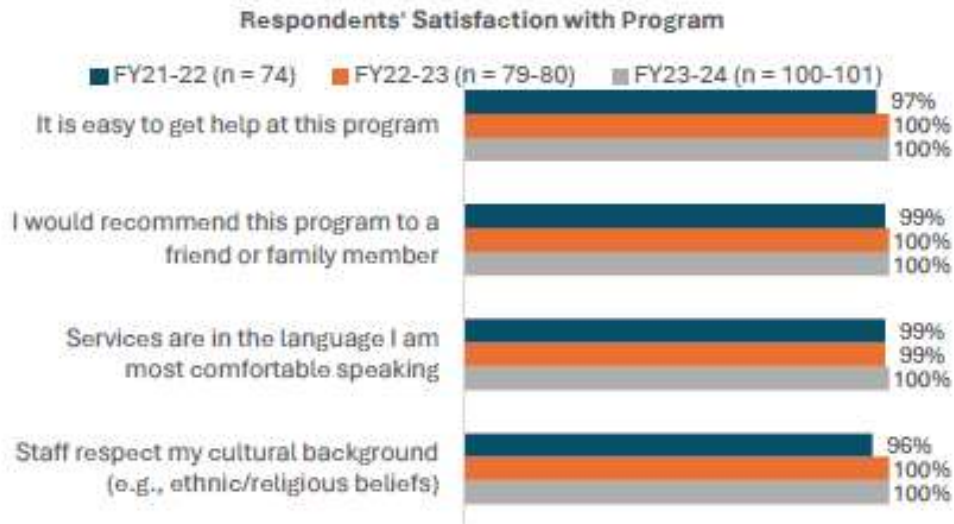 Respondents' Satisfaction with Program
FY21-22 (n = 74) FY22-23 (n = 79-80) FY23-24 (n = 100-101)
It is easy to get help at this program
97%
100%
100%
I would recommend this program to a
friend or family member
99%
100%
100%
Services are in the language I am
most comfortable speaking
99%
99%
100%
Staff respect my cultural background
(e.g., ethnic/religious beliefs)
96%
100%
100%